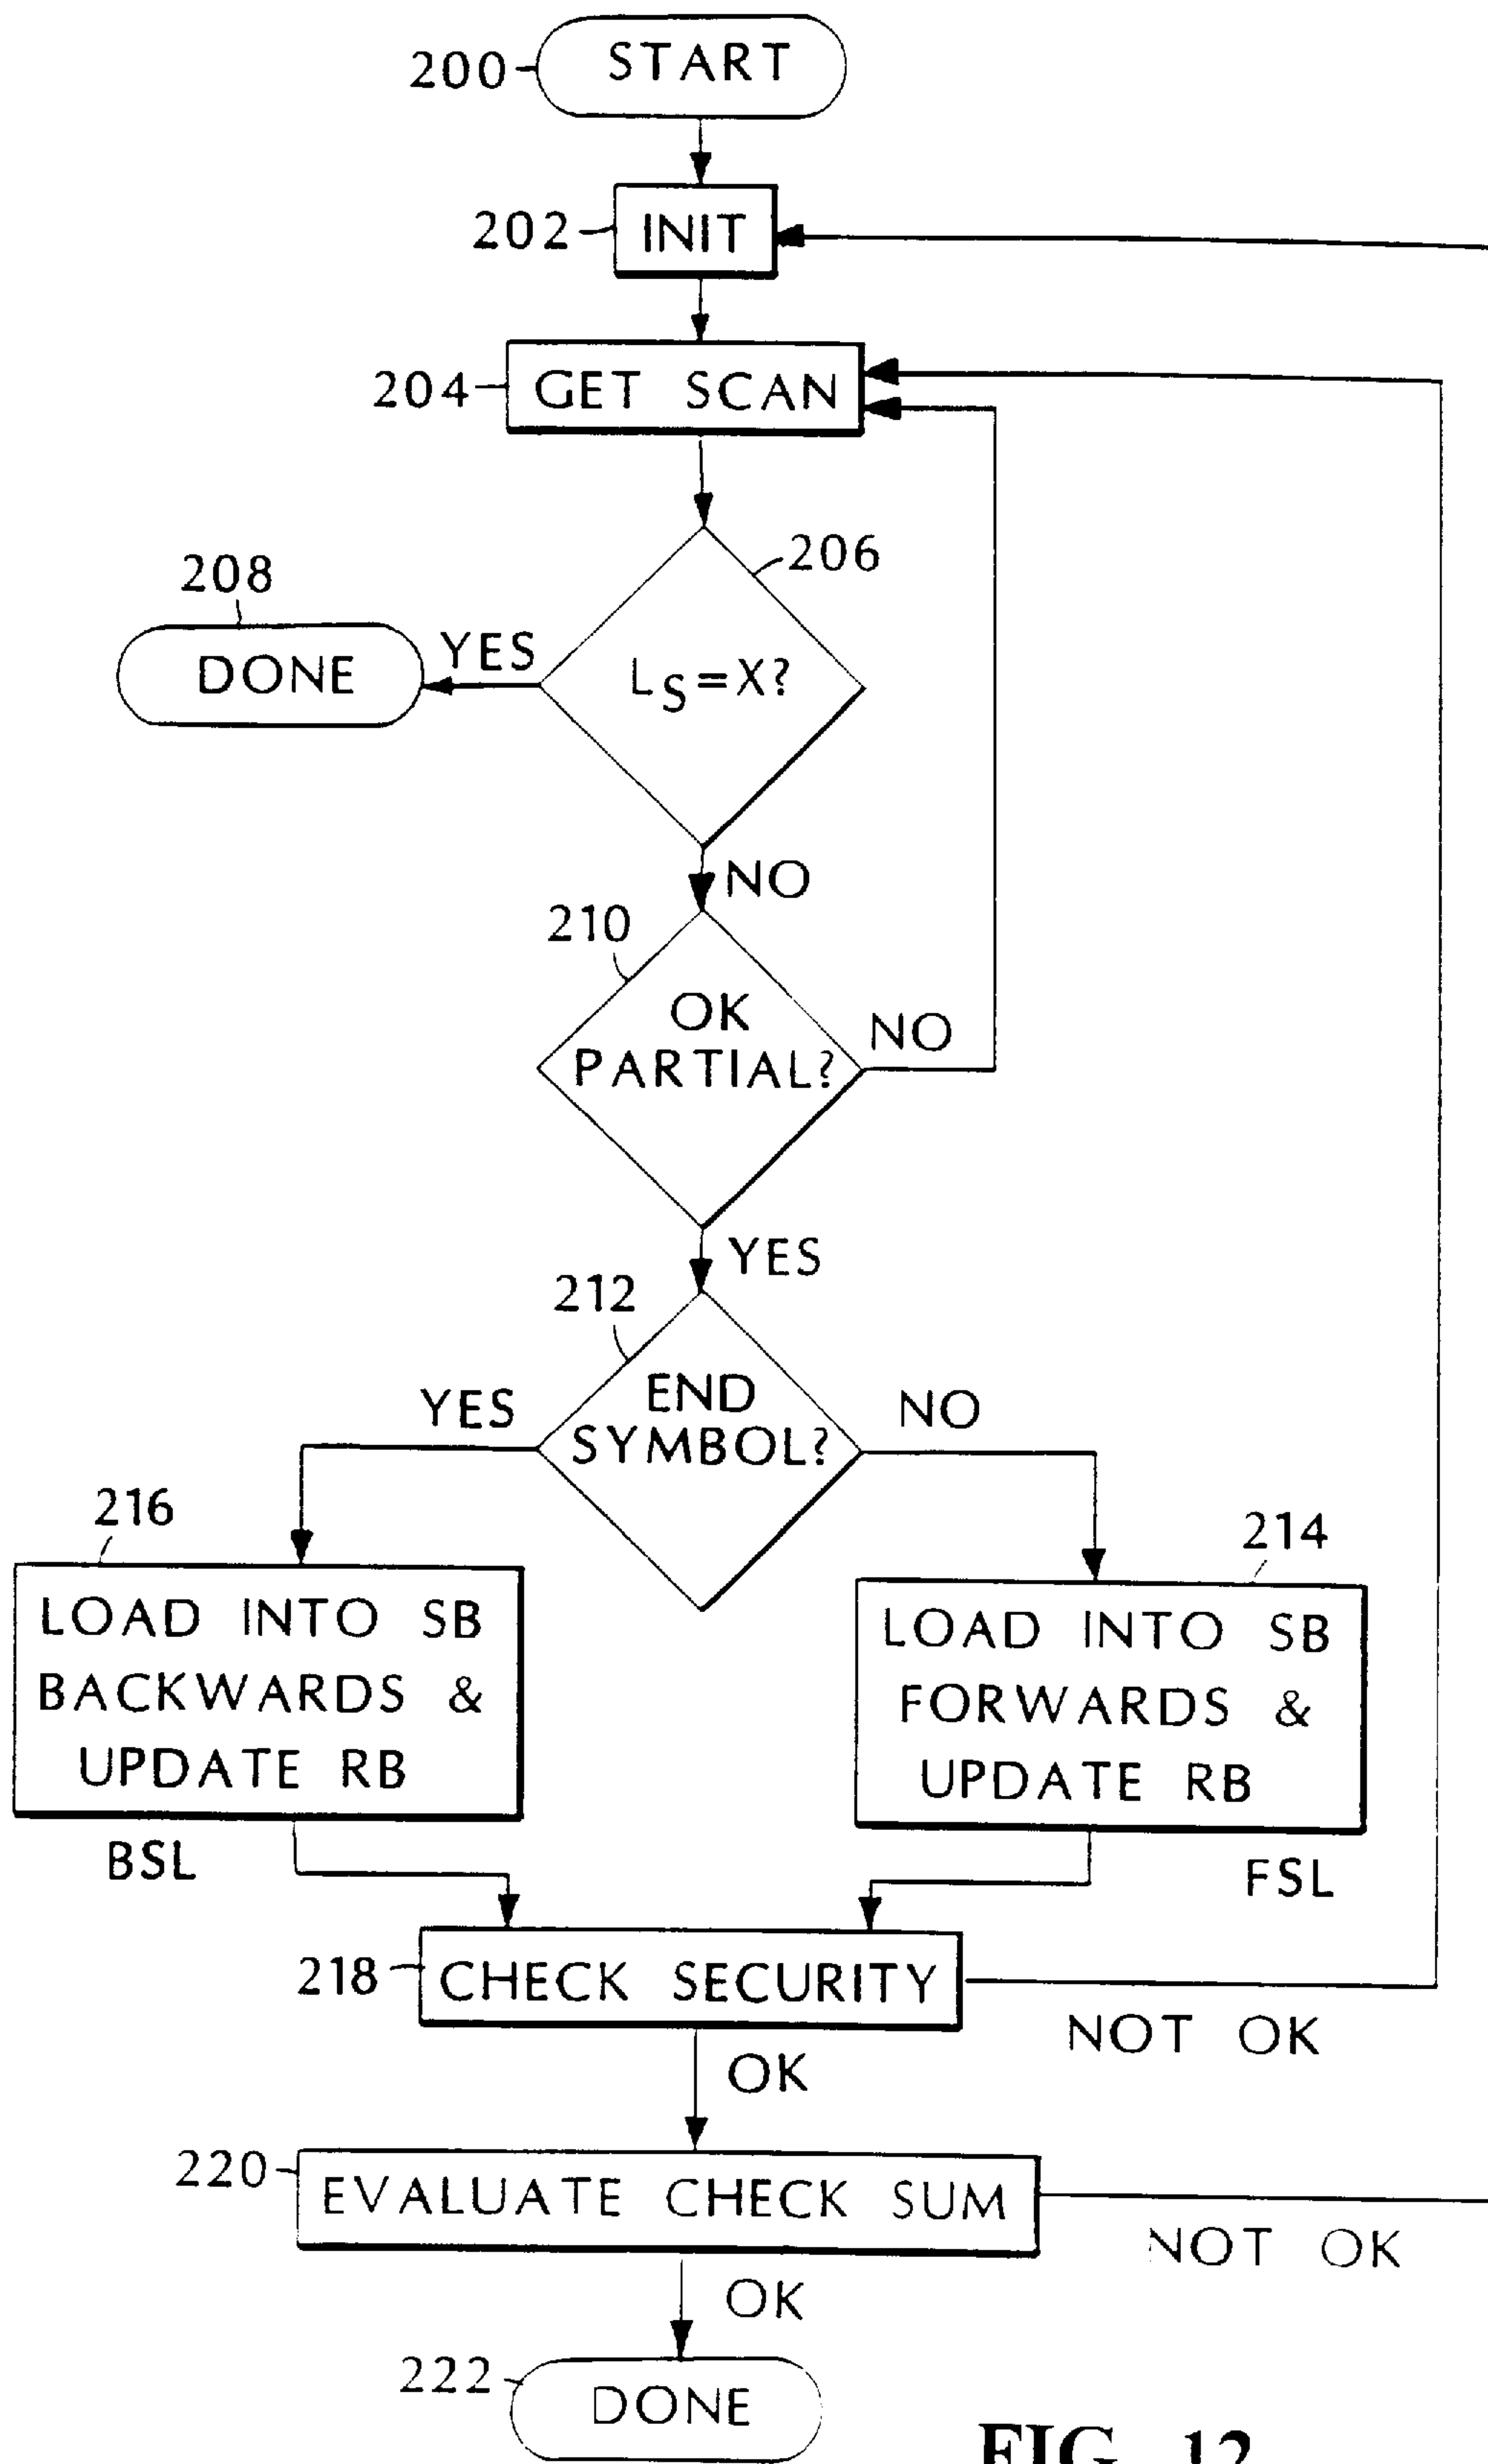 200
START
202
INIT
204
GET SCAN
206
208
DONE
YES
LS=X?
NO
210
OK
PARTIAL?
NO
YES
212
END
SYMBOL?
YES
NO
216
LOAD INTO SB
BACKWARDS &
UPDATE RB
BSL
214
LOAD INTO SB
FORWARDS &
UPDATE RB
FSL
218
CHECK SECURITY
NOT OK
OK
220
EVALUATE CHECK SUM
NOT OK
OK
222
DONE
FIG. 12